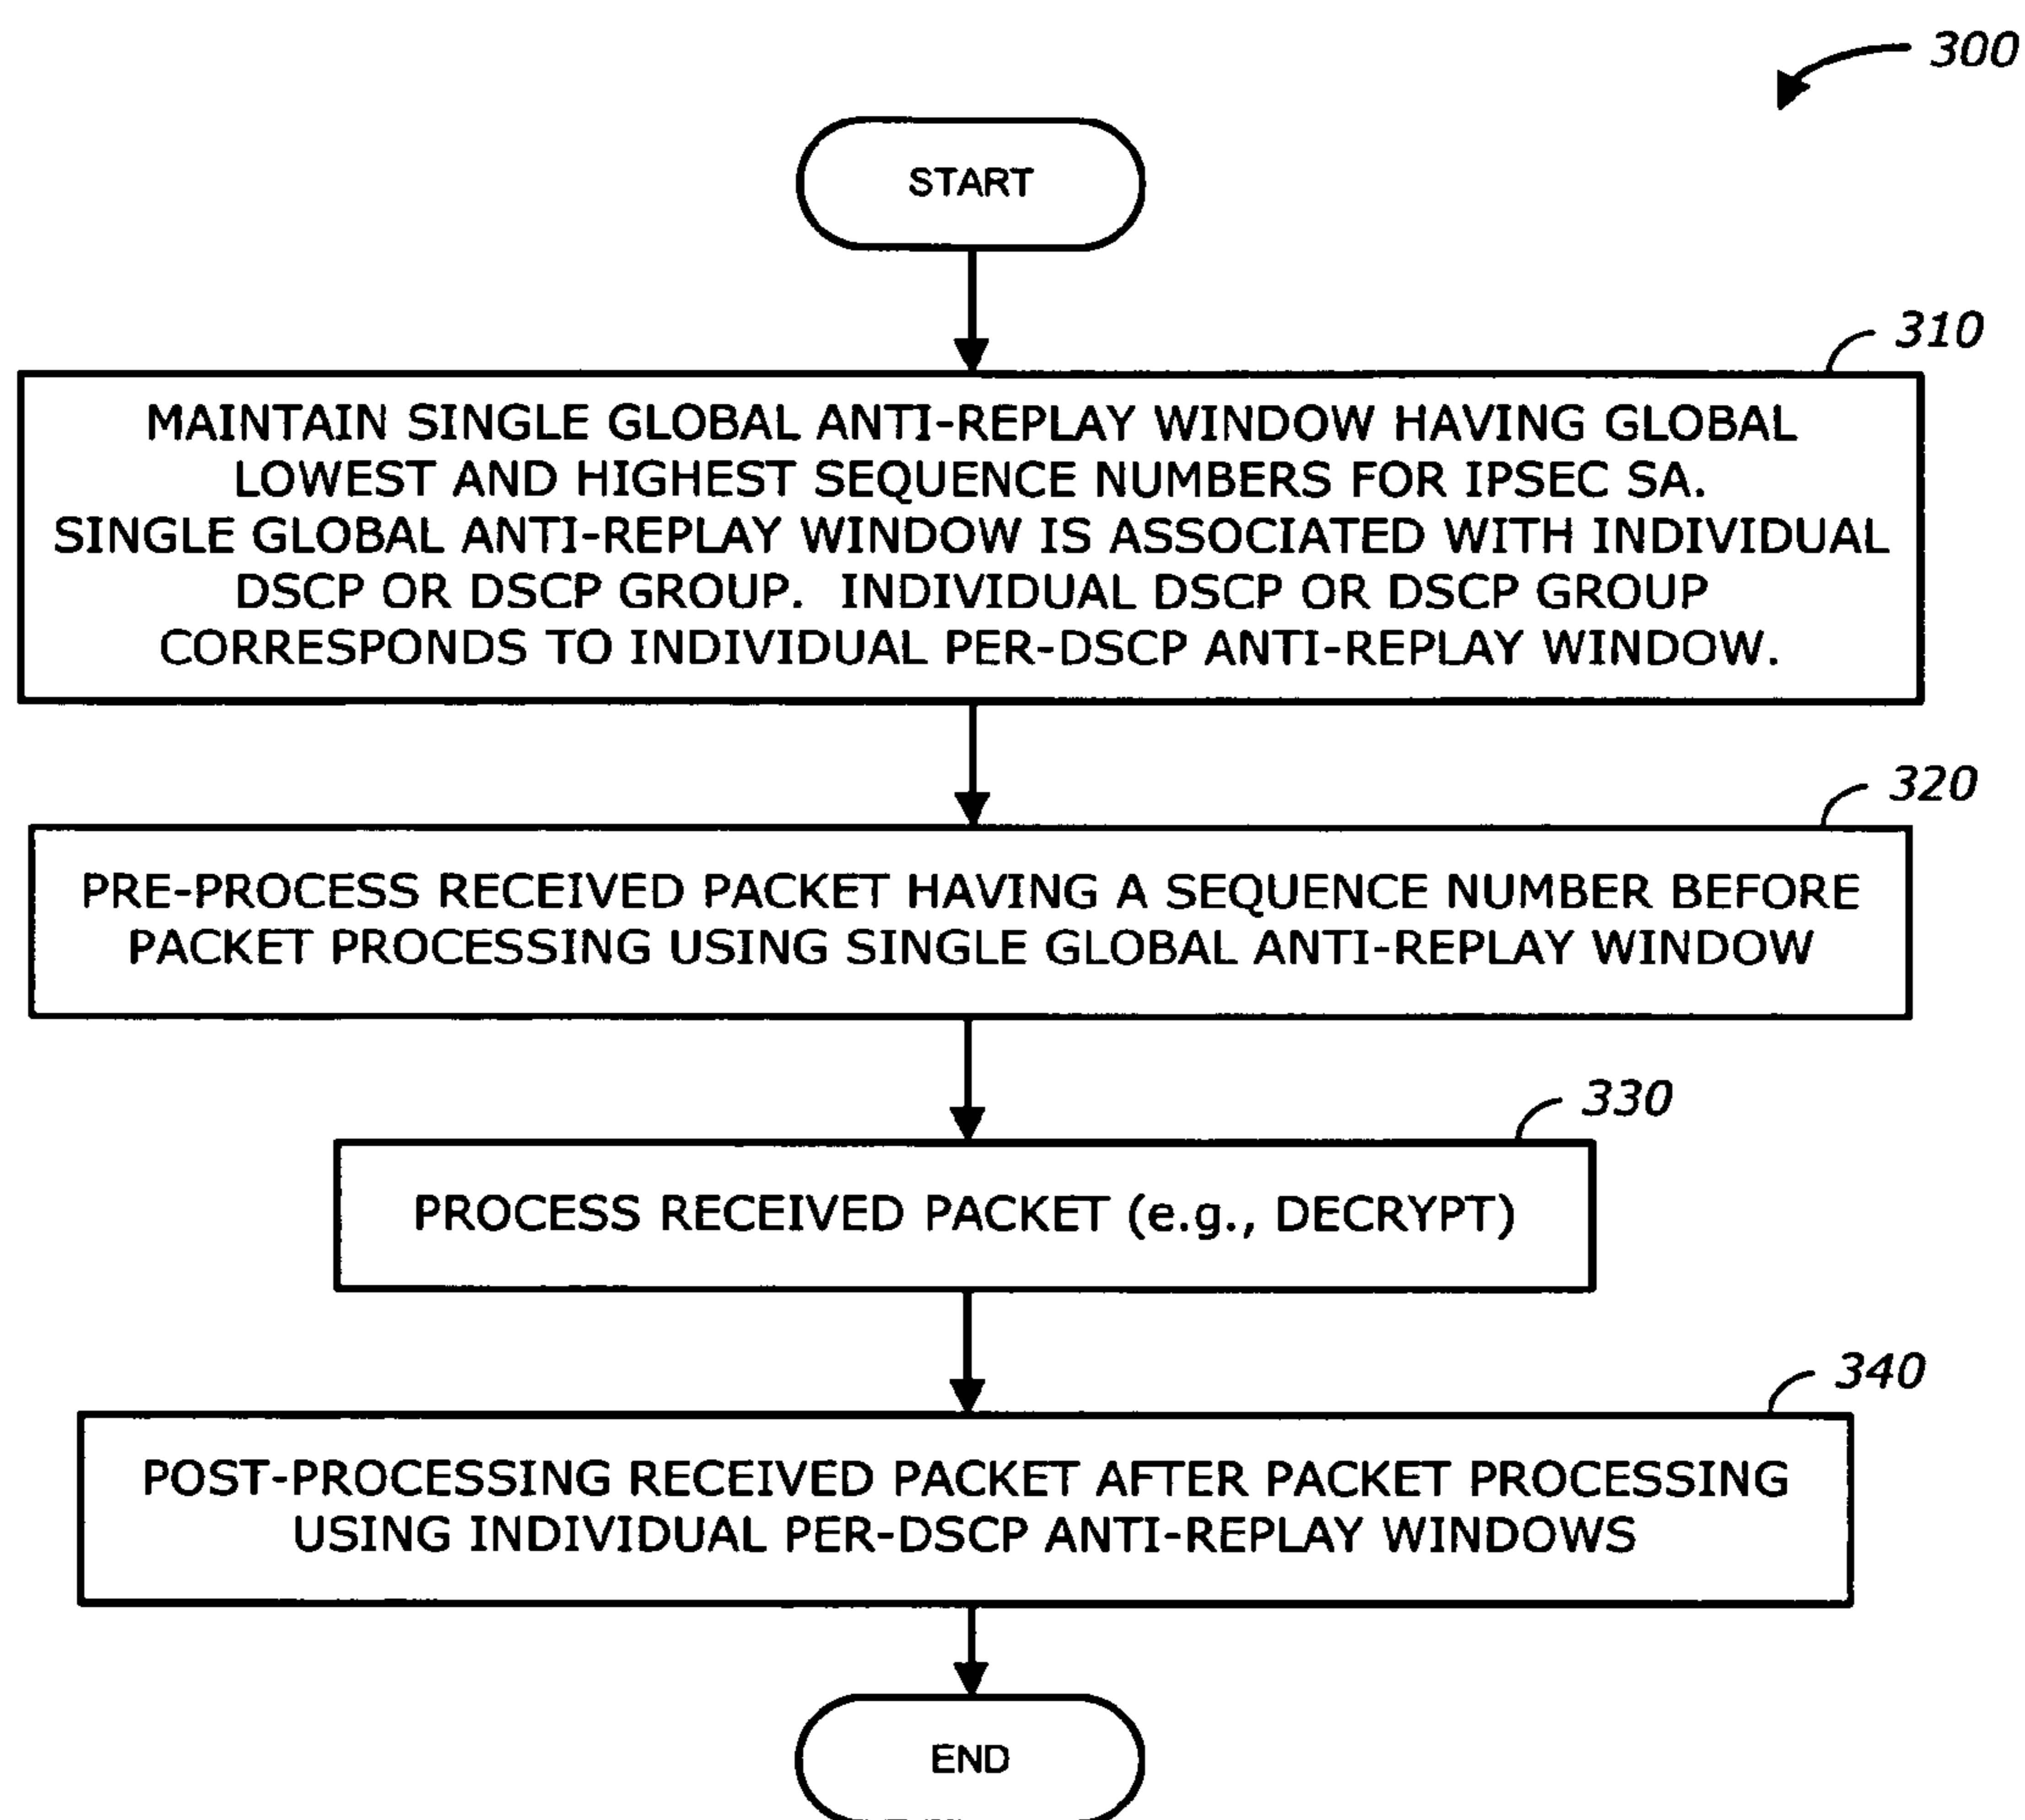 300
START
310
MAINTAIN SINGLE GLOBAL ANTI-REPLAY WINDOW HAVING GLOBAL
LOWEST AND HIGHEST SEQUENCE NUMBERS FOR IPSEC SA.
SINGLE GLOBAL ANTI-REPLAY WINDOW IS ASSOCIATED WITH INDIVIDUAL
DSCP OR DSCP GROUP. INDIVIDUAL DSCP OR DSCP GROUP
CORRESPONDS TO INDIVIDUAL PER-DSCP ANTI-REPLAY WINDOW.
320
PRE-PROCESS RECEIVED PACKET HAVING A SEQUENCE NUMBER BEFORE
PACKET PROCESSING USING SINGLE GLOBAL ANTI-REPLAY WINDOW
330
PROCESS RECEIVED PACKET (e.g., DECRYPT)
340
POST-PROCESSING RECEIVED PACKET AFTER PACKET PROCESSING
USING INDIVIDUAL PER-DSCP ANTI-REPLAY WINDOWS
END